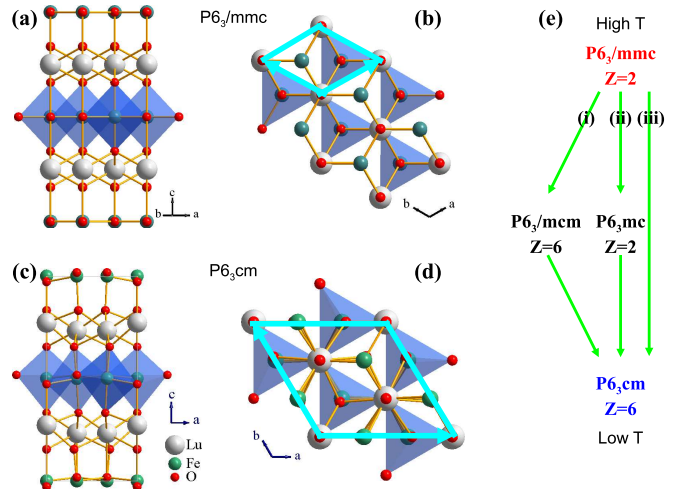 (a)
P6₃/mmc
(b)
(e)
High T
P6₃/mmc
Z=2
(i)
(ii)
(iii)
c
b
a
b
a
P6₃/mcm
Z=6
P6₃mc
Z=2
(c)
P6₃cm
(d)
c
a
b
a
Lu
Fe
O
P6₃cm
Z=6
Low T